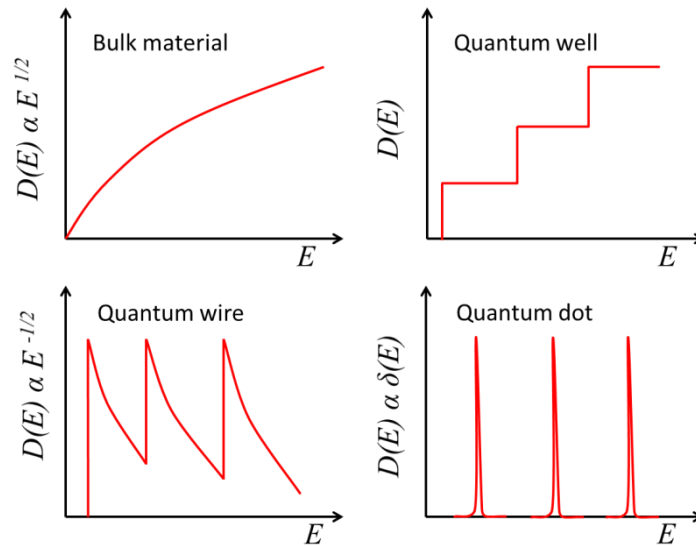 Bulk material
D(E) α E 1/2
E
Quantum well
D(E)
E
Quantum wire
D(E) α E -1/2
E
Quantum dot
D(E) α δ(E)
E